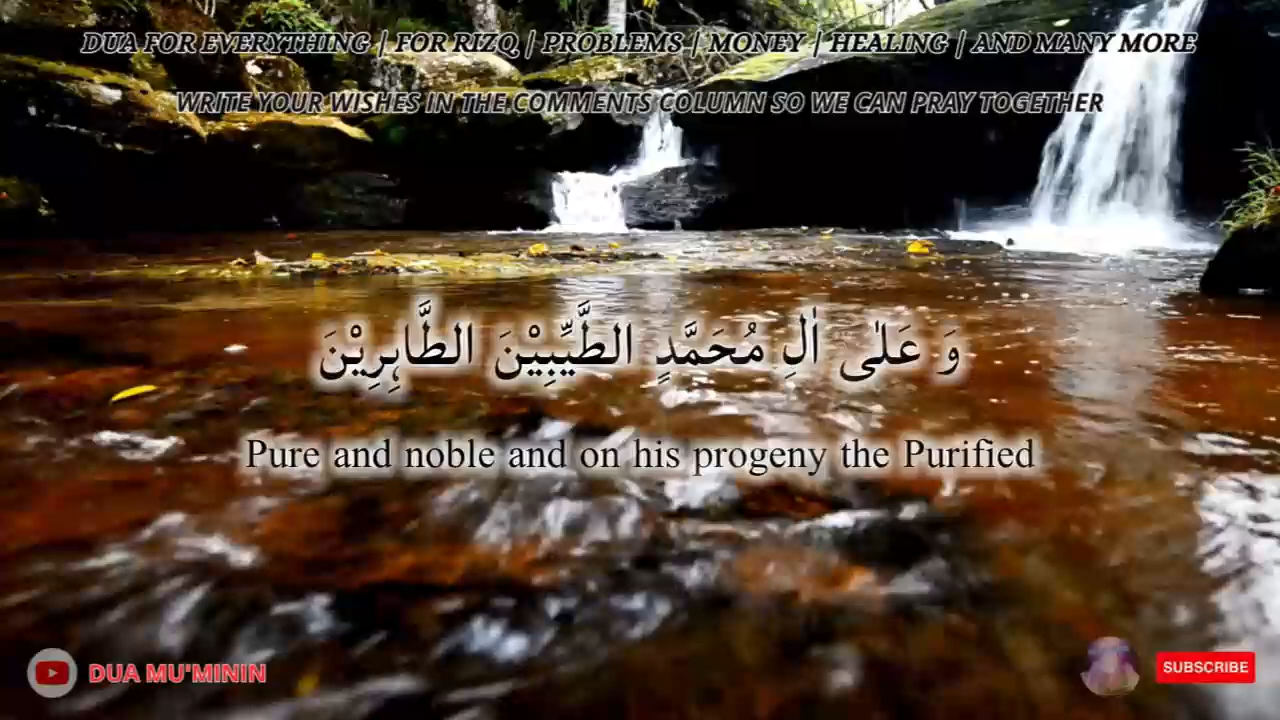 DUA FOR EVERYTHING | FOR RIZQ | PROBLEMS | MONEY | HEALING | AND MANY MORE
WRITE YOUR WISHES IN THE COMMENTS COLUMN SO WE CAN PRAY TOGETHER
وَ عَلٰى اٰلِ مُحَمَّدٍ الطَّيِّبِيْنَ الطَّاہِرِيْنَ
Pure and noble and on his progeny the Purified
DUA MU'MININ
SUBSCRIBE